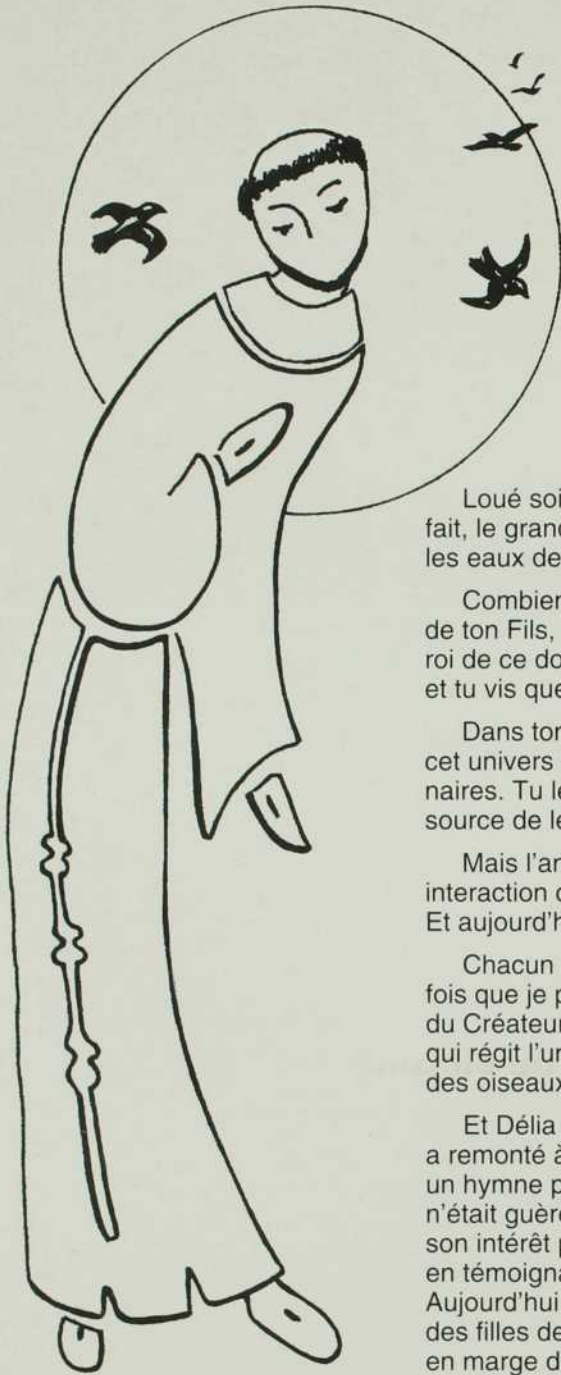 Loué soi
fait, le grand
les eaux de
Combien
de ton Fils,
roi de ce do
et tu vis que
Dans ton
cet univers
naires. Tu le
source de le
Mais l'an
interaction d
Et aujourd'h
Chacun
fois que je p
du Créateur
qui régit l'un
des oiseaux
Et Délia
a remonté à
un hymne p
n'était guère
son intérêt p
en témoigna
Aujourd'hui
des filles de
en marge d